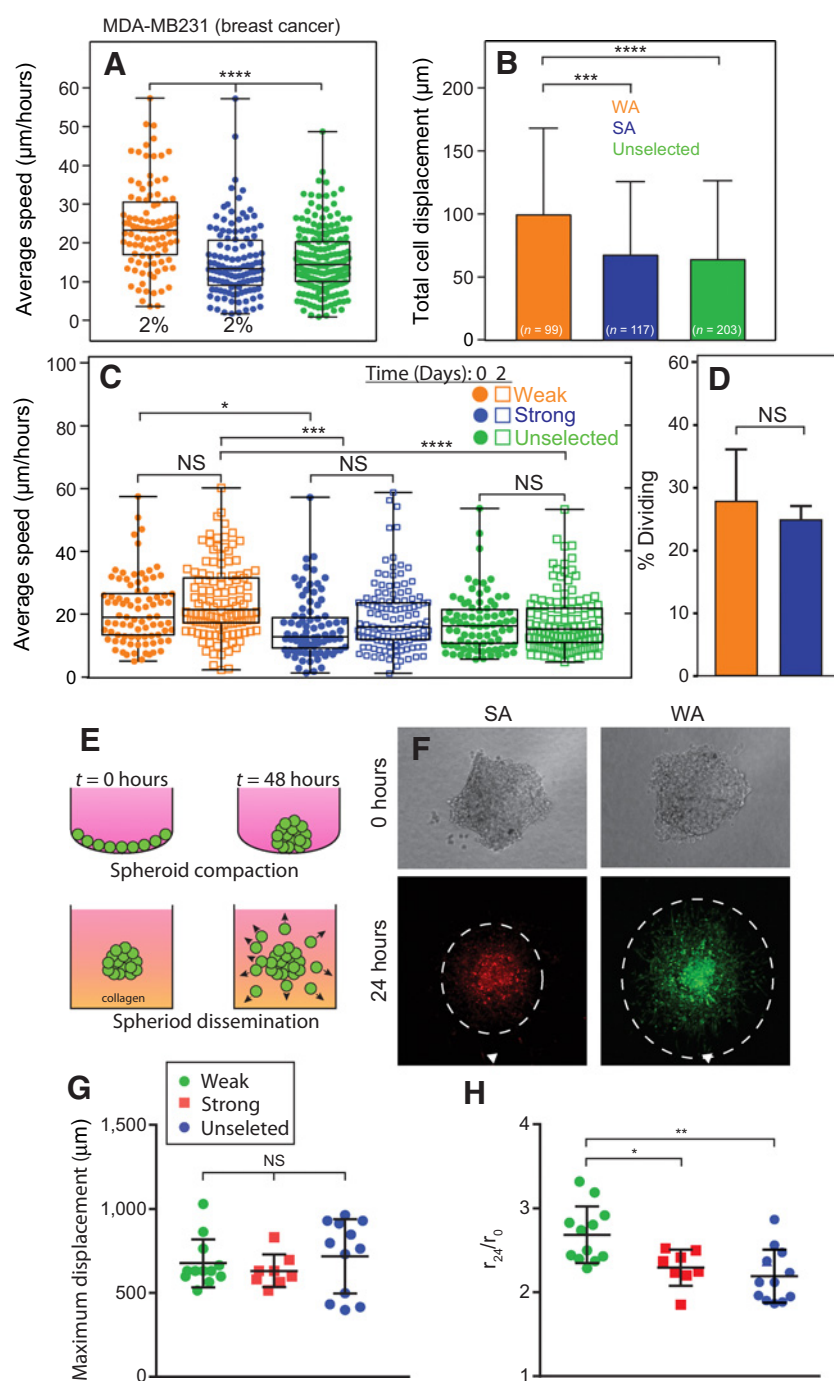 MDA-MB231 (breast cancer)
A
****
Average speed (μm/hours)
60
50
40
30
20
10
0
2%
2%
B
****
***
WA
SA
Unselected
Total cell displacement (μm)
200
150
100
50
0
(n = 99)
(n = 117)
(n = 203)
C
Time (Days): 0 2
Weak
Strong
Unselected
*
***
****
NS
NS
NS
Average speed (μm/hours)
100
80
60
40
20
0
D
NS
% Dividing
60
40
30
20
10
0
E
t = 0 hours
t = 48 hours
Spheroid compaction
collagen
Spheriod dissemination
F
SA
WA
0 hours
24 hours
G
Weak
Strong
Unseleted
NS
Maximum displacement (μm)
1,500
1,000
500
0
H
**
*
r24/r0
4
3
2
1